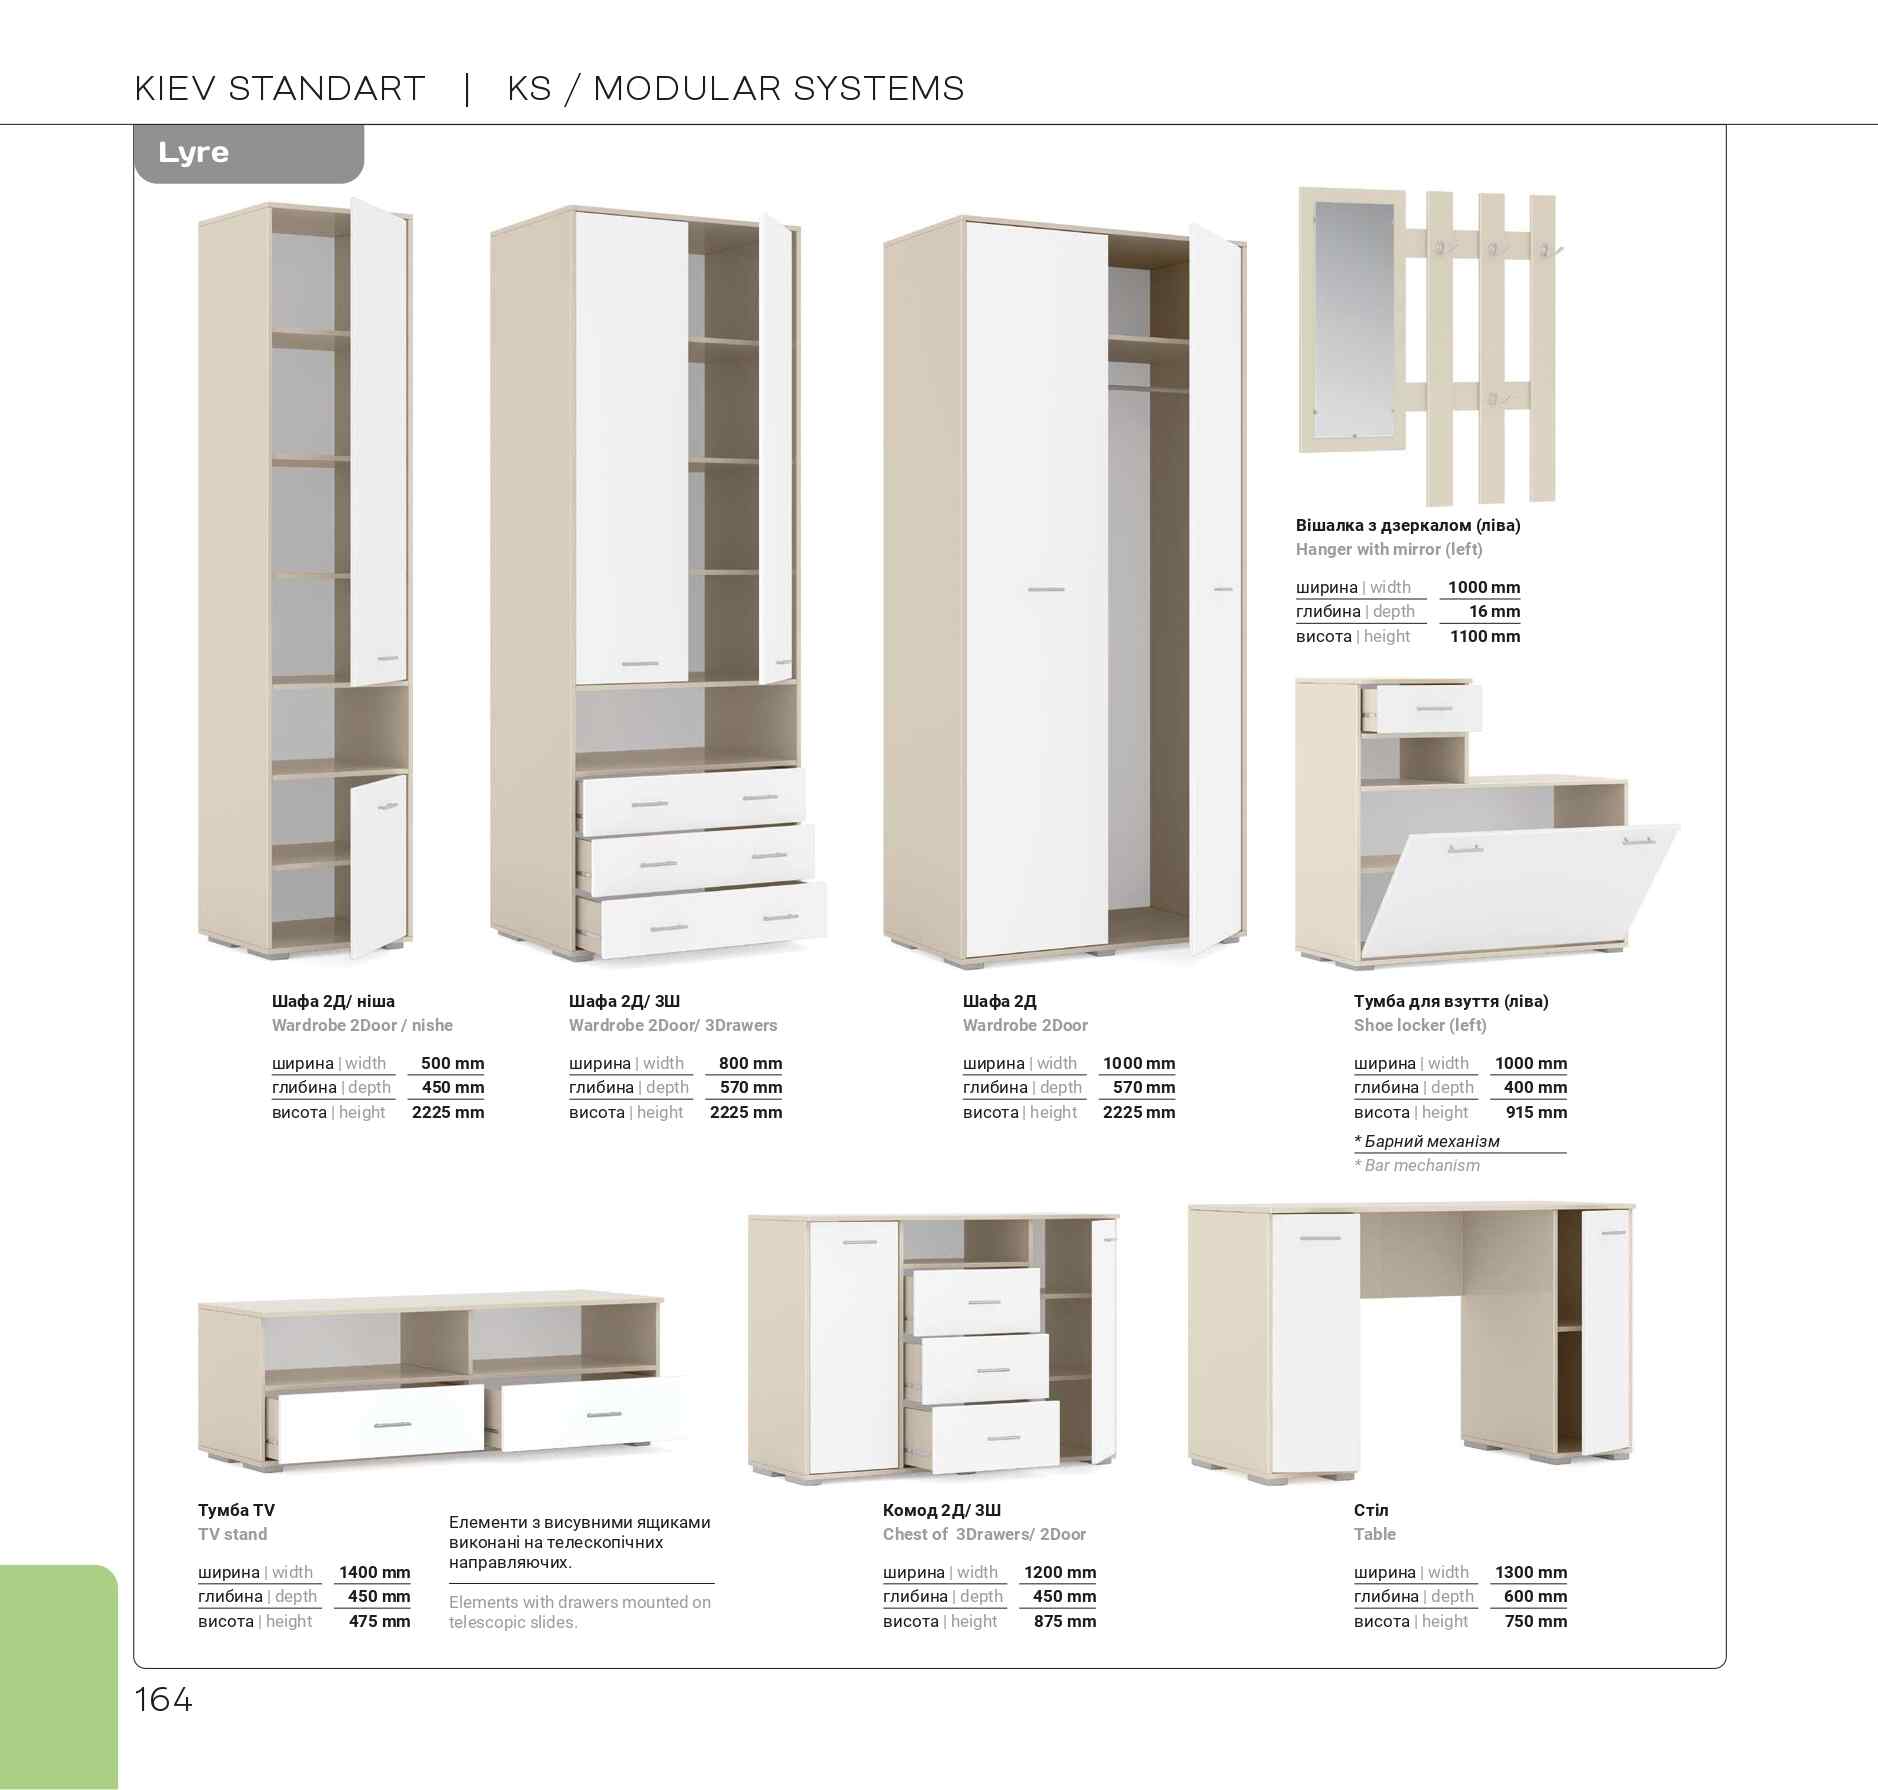 KIEV STANDART | KS / MODULAR SYSTEMS
Lyre
Вішалка з дзеркалом (ліва)
Hanger with mirror (left)
ширина | width 1000 mm
глибина | depth 16 mm
висота | height 1100 mm
Шафа 2Д/ ніша
Wardrobe 2Door / nishe
ширина | width 500 mm
глибина | depth 450 mm
висота | height 2225 mm
Шафа 2Д/ 3Ш
Wardrobe 2Door/ 3Drawers
ширина | width 800 mm
глибина | depth 570 mm
висота | height 2225 mm
Шафа 2Д
Wardrobe 2Door
ширина | width 1000 mm
глибина | depth 570 mm
висота | height 2225 mm
Тумба для взуття (ліва)
Shoe locker (left)
ширина | width 1000 mm
глибина | depth 400 mm
висота | height 915 mm
* Барний механізм
* Bar mechanism
Тумба TV
TV stand
ширина | width 1400 mm
глибина | depth 450 mm
висота | height 475 mm
Елементи з висувними ящиками
виконані на телескопічних
направляючих.
Elements with drawers mounted on
telescopic slides.
Комод 2Д/ 3Ш
Chest of 3Drawers/ 2Door
ширина | width 1200 mm
глибина | depth 450 mm
висота | height 875 mm
Стіл
Table
ширина | width 1300 mm
глибина | depth 600 mm
висота | height 750 mm
164